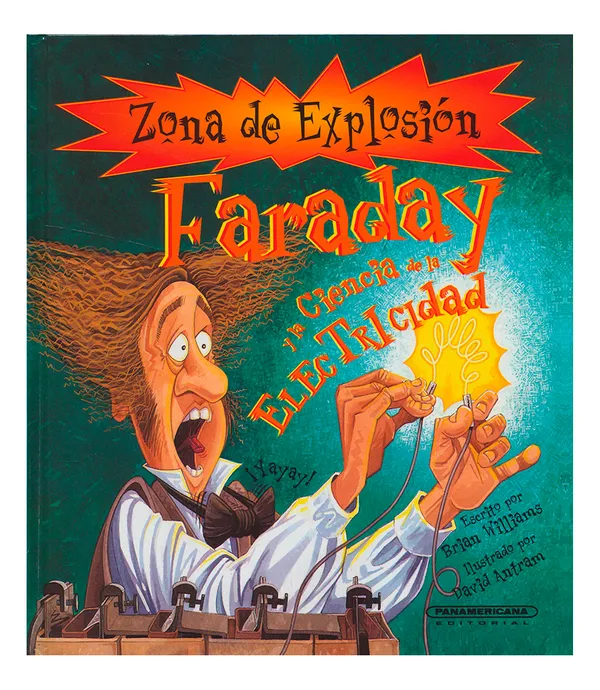 Zona de Explosión
Faraday
y la Ciencia de la
ELECTRICIDAD
¡Yayay!
Escrito por
Brian Williams
Ilustrado por
David Antram
PANAMERICANA
EDITORIAL